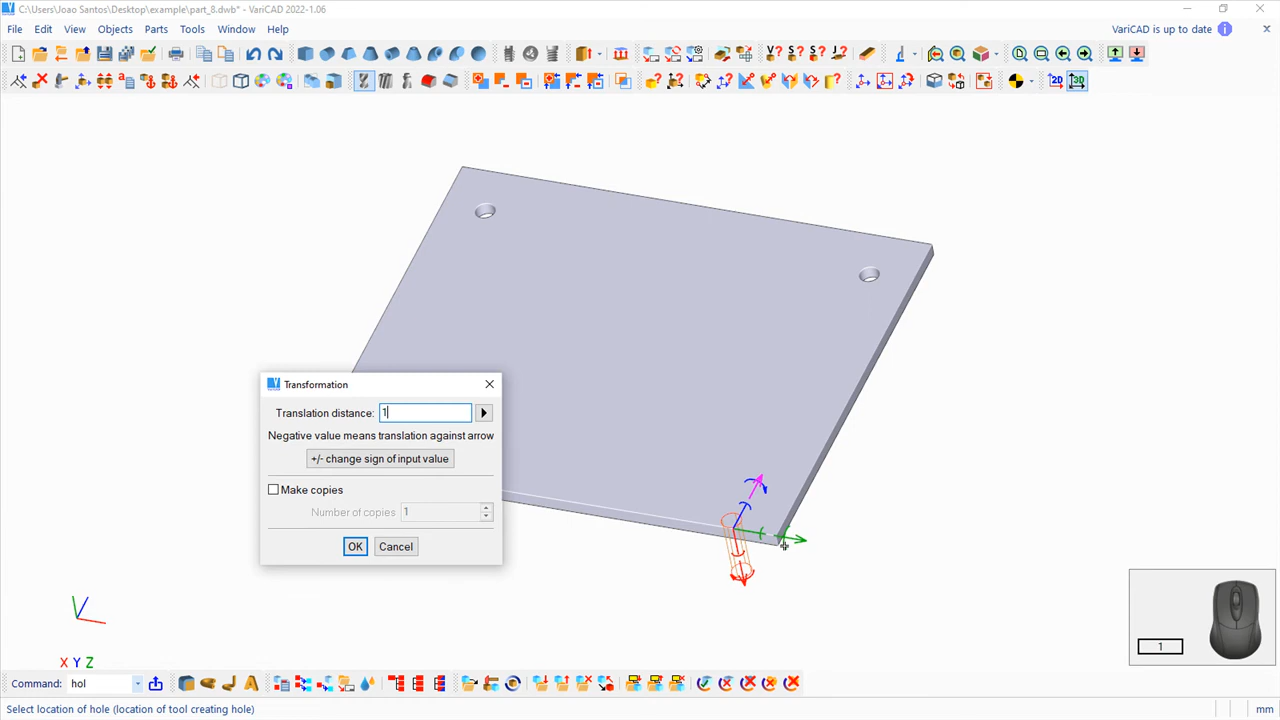 C:\Users\Joao Santos\Desktop\example\part_8.dwb* - VariCAD 2022-1.06
File Edit View Objects Parts Tools Window Help
VariCAD is up to date
2D 3D
Transformation
Translation distance: 1
Negative value means translation against arrow
+/- change sign of input value
Make copies
Number of copies 1
OK Cancel
1
X Y Z
Command: hol
Select location of hole (location of tool creating hole)
mm